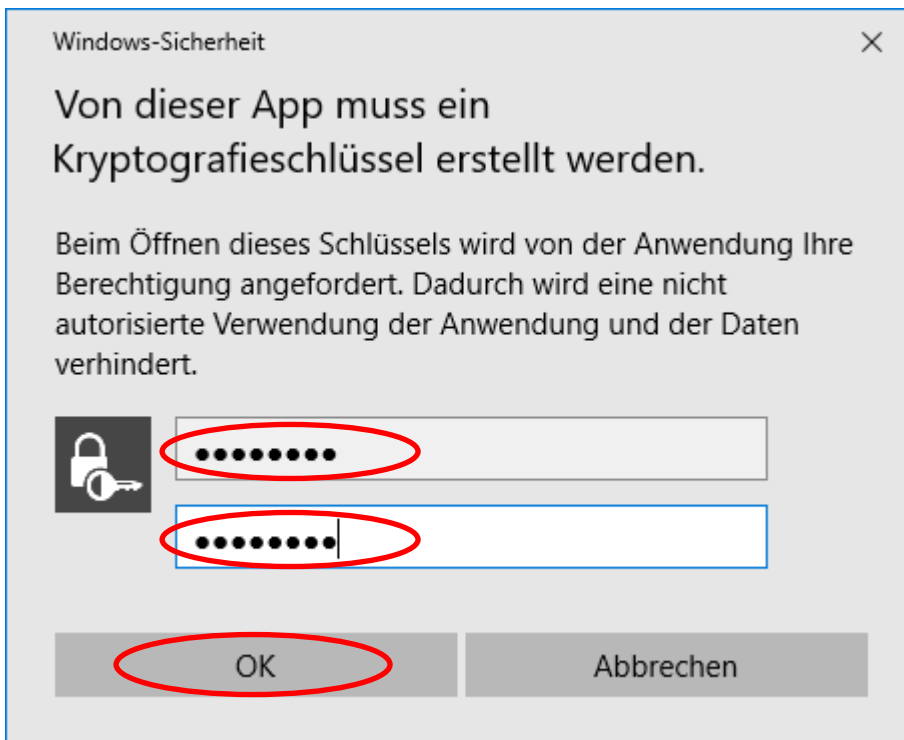 Windows-Sicherheit
Von dieser App muss ein
Kryptografieschlüssel erstellt werden.
Beim Öffnen dieses Schlüssels wird von der Anwendung Ihre
Berechtigung angefordert. Dadurch wird eine nicht
autorisierte Verwendung der Anwendung und der Daten
verhindert.
●●●●●●●●
●●●●●●●●
OK
Abbrechen